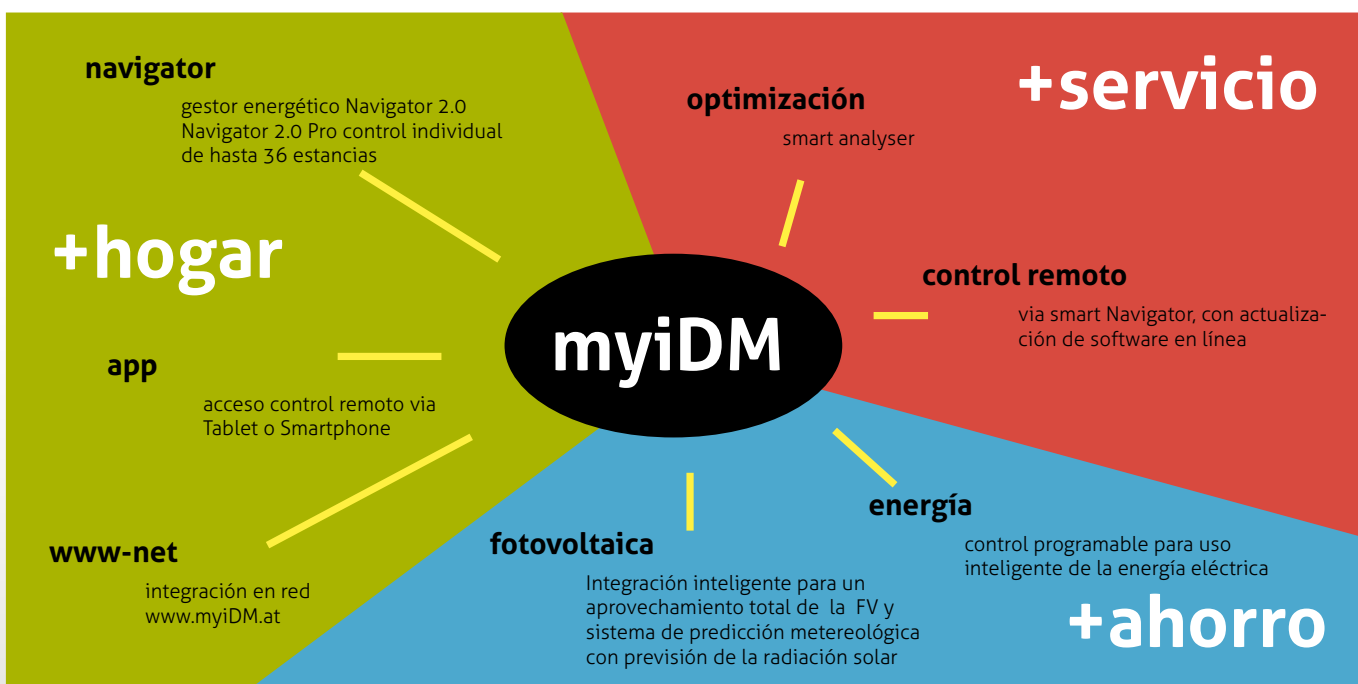 navigator
gestor energético Navigator 2.0
Navigator 2.0 Pro control individual
de hasta 36 estancias
+hogar
app
acceso control remoto via
Tablet o Smartphone
www-net
integración en red
www.myiDM.at
myiDM
+servicio
optimización
smart analyser
control remoto
via smart Navigator, con actualiza-
ción de software en línea
fotovoltaica
Integración inteligente para un
aprovechamiento total de la FV y
sistema de predicción metereológica
con previsión de la radiación solar
energía
control programable para uso
inteligente de la energía eléctrica
+ahorro